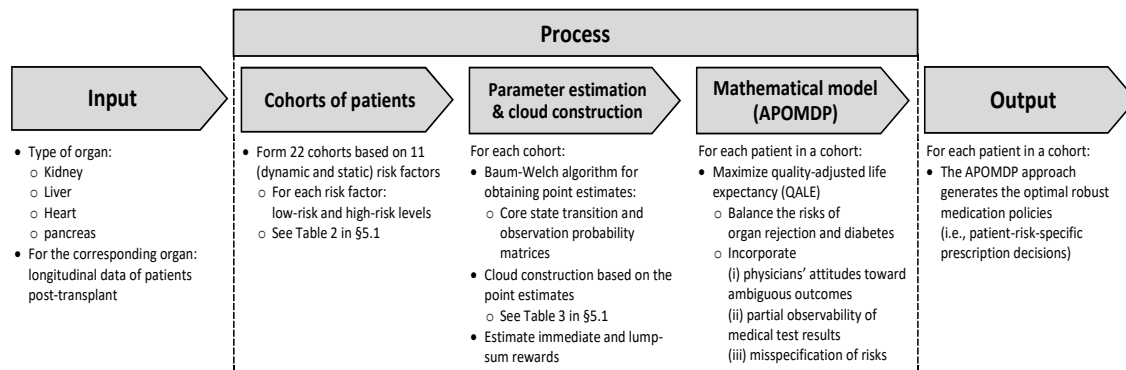 Process
Input
Cohorts of patients
Parameter estimation
& cloud construction
Mathematical model
(APOMDP)
Output
• Type of organ:
○ Kidney
○ Liver
○ Heart
○ pancreas
• For the corresponding organ:
longitudinal data of patients
post-transplant
• Form 22 cohorts based on 11
(dynamic and static) risk factors
○ For each risk factor:
low-risk and high-risk levels
○ See Table 2 in §5.1
For each cohort:
• Baum-Welch algorithm for
obtaining point estimates:
○ Core state transition and
observation probability
matrices
• Cloud construction based on the
point estimates
○ See Table 3 in §5.1
• Estimate immediate and lump-
sum rewards
For each patient in a cohort:
• Maximize quality-adjusted life
expectancy (QALE)
○ Balance the risks of
organ rejection and diabetes
○ Incorporate
(i) physicians' attitudes toward
ambiguous outcomes
(ii) partial observability of
medical test results
(iii) misspecification of risks
For each patient in a cohort:
• The APOMDP approach
generates the optimal robust
medication policies
(i.e., patient-risk-specific
prescription decisions)